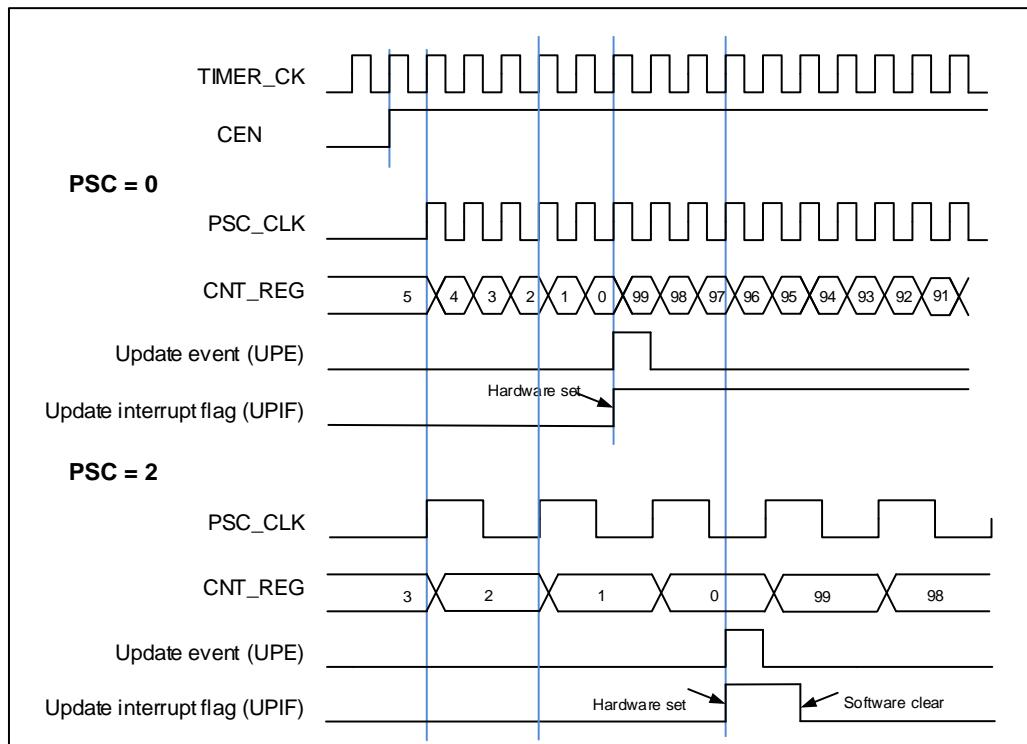 TIMER_CK
CEN
PSC = 0
PSC_CLK
CNT_REG 5 4 3 2 1 0 99 98 97 96 95 94 93 92 91
Update event (UPE)
Hardware set
Update interrupt flag (UPIF)
PSC = 2
PSC_CLK
CNT_REG 3 2 1 0 99 98
Update event (UPE)
Update interrupt flag (UPIF) Hardware set Software clear